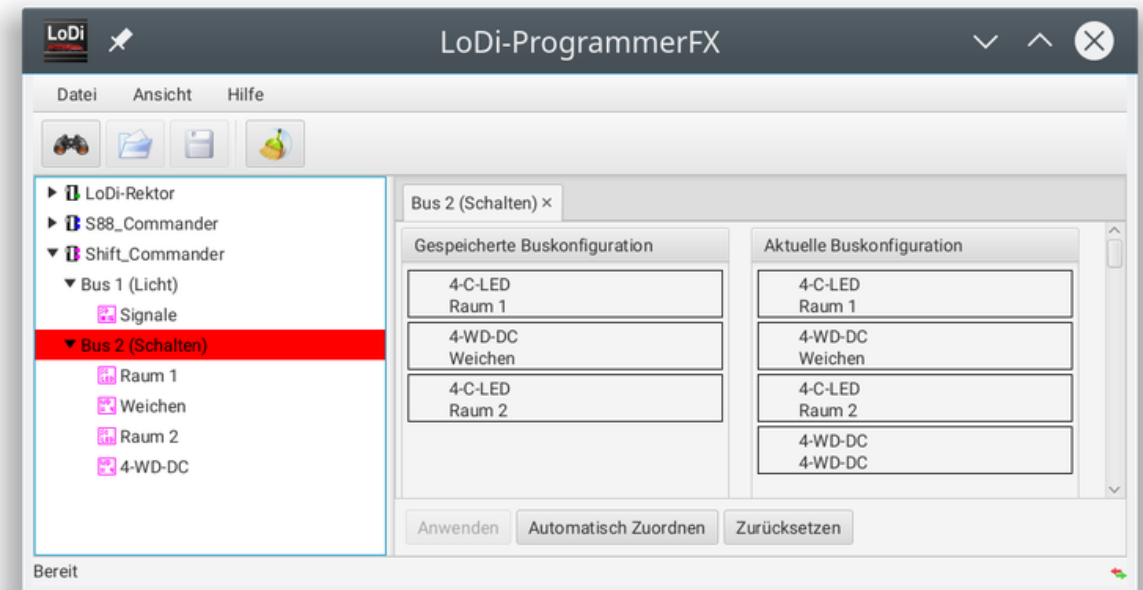 LoDi
LoDi-ProgrammerFX
Datei Ansicht Hilfe
LoDi-Rektor
S88_Commander
Shift_Commander
Bus 1 (Licht)
Signale
Bus 2 (Schalten)
Raum 1
Weichen
Raum 2
4-WD-DC
Bus 2 (Schalten) ×
Gespeicherte Buskonfiguration
4-C-LED
Raum 1
4-WD-DC
Weichen
4-C-LED
Raum 2
Aktuelle Buskonfiguration
4-C-LED
Raum 1
4-WD-DC
Weichen
4-C-LED
Raum 2
4-WD-DC
4-WD-DC
Anwenden Automatisch Zuordnen Zurücksetzen
Bereit